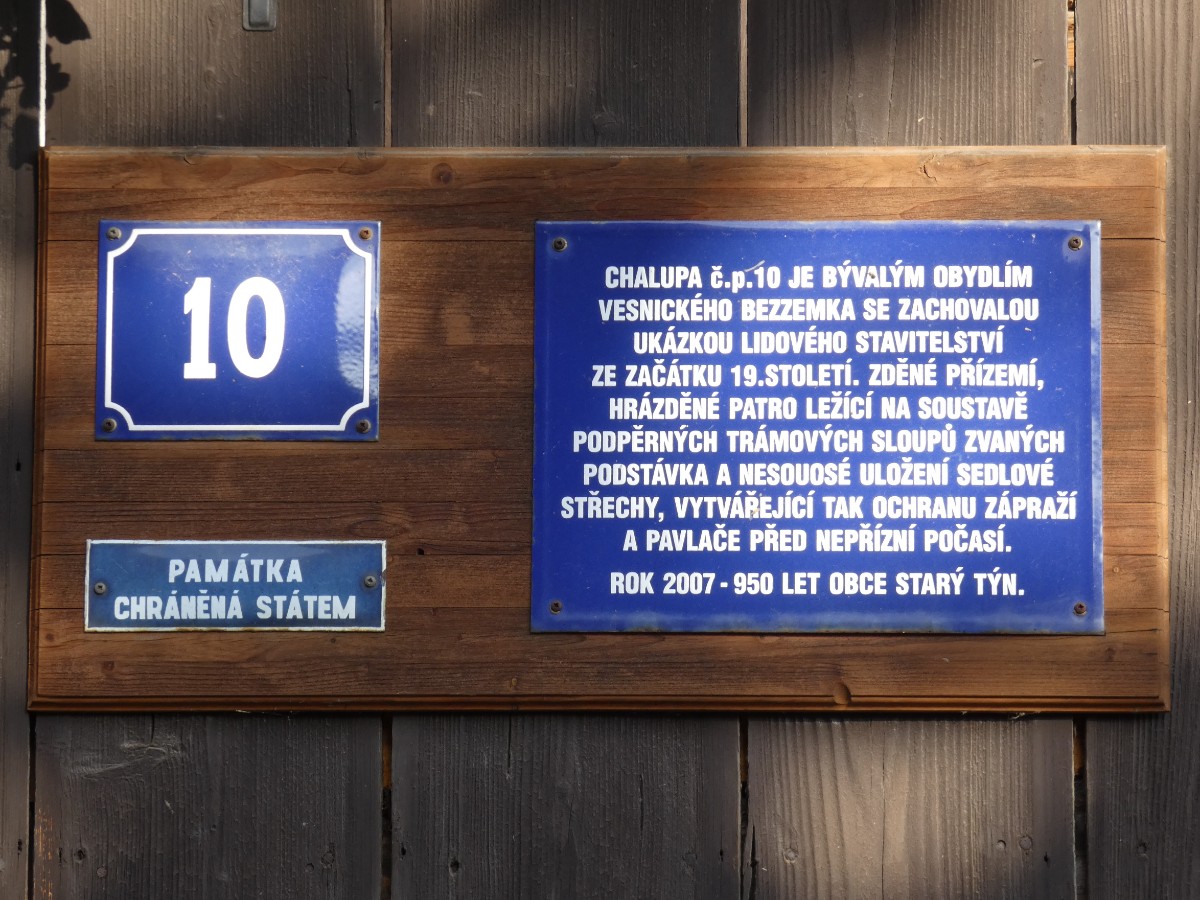 10
PAMÁTKA
CHRÁNĚNÁ STÁTEM
CHALUPA č.p.10 JE BÝVALÝM OBYDLÍM
VESNICKÉHO BEZZEMKA SE ZACHOVALOU
UKÁZKOU LIDOVÉHO STAVITELSTVÍ
ZE ZAČÁTKU 19.STOLETÍ. ZDĚNÉ PŘÍZEMÍ,
HRÁZDĚNÉ PATRO LEŽÍCÍ NA SOUSTAVĚ
PODPĚRNÝCH TRÁMOVÝCH SLOUPŮ ZVANÝCH
PODSTÁVKA A NESOUOSÉ ULOŽENÍ SEDLOVÉ
STŘECHY, VYTVÁŘEJÍCÍ TAK OCHRANU ZÁPRAŽÍ
A PAVLAČE PŘED NEPŘÍZNÍ POČASÍ.
ROK 2007 - 950 LET OBCE STARÝ TÝN.